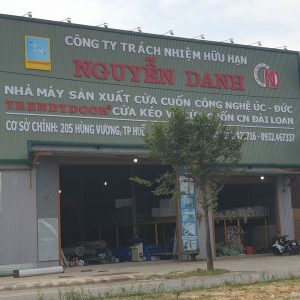 CÔNG TY TRÁCH NHIỆM HỮU HẠN
NGUYỄN DANH
NHÀ MÁY SẢN XUẤT CỬA CUỐN CÔNG NGHỆ ÚC - ĐỨC
TRENDYDOOR® CỬA KÉO CN ĐÀI LOAN
CƠ SỞ CHÍNH: 205 HÙNG VƯƠNG, TP HUẾ 0932.467337